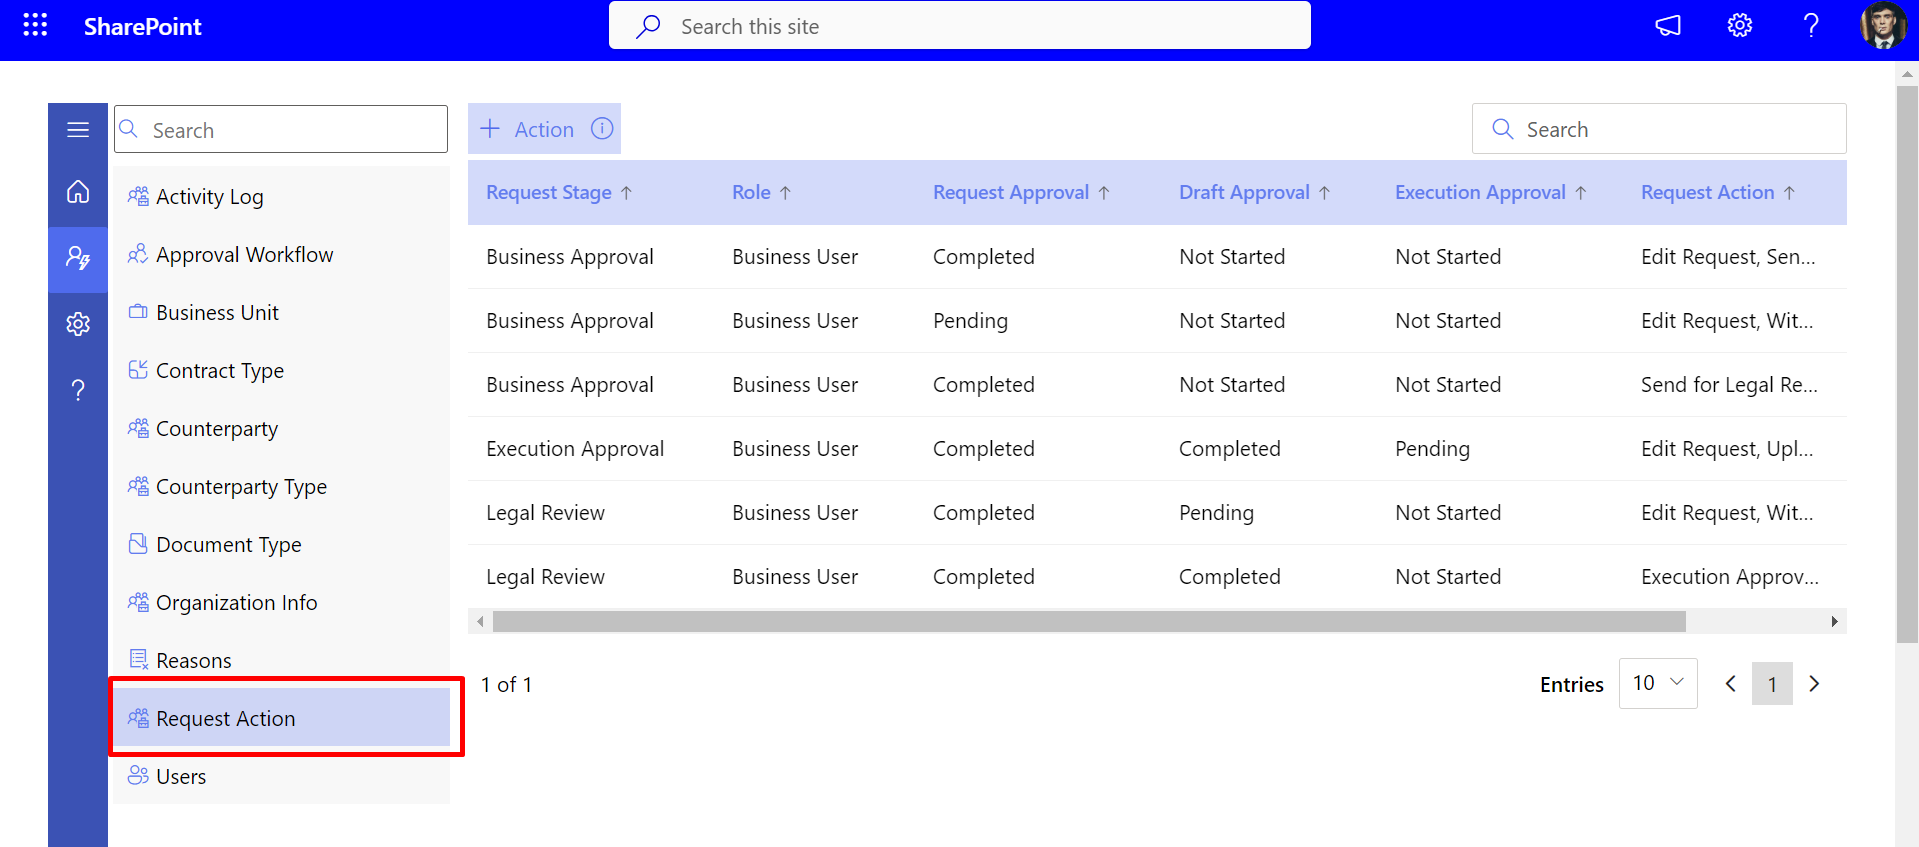 SharePoint
Search this site
Search
+ Action
Search
Activity Log
Approval Workflow
Business Unit
Contract Type
Counterparty
Counterparty Type
Document Type
Organization Info
Reasons
Request Action
Users
Request Stage ↑ Role ↑ Request Approval ↑ Draft Approval ↑ Execution Approval ↑ Request Action ↑
Business Approval Business User Completed Not Started Not Started Edit Request, Sen...
Business Approval Business User Pending Not Started Not Started Edit Request, Wit...
Business Approval Business User Completed Not Started Not Started Send for Legal Re...
Execution Approval Business User Completed Completed Pending Edit Request, Upl...
Legal Review Business User Completed Pending Not Started Edit Request, Wit...
Legal Review Business User Completed Completed Not Started Execution Approv...
1 of 1
Entries 10 1